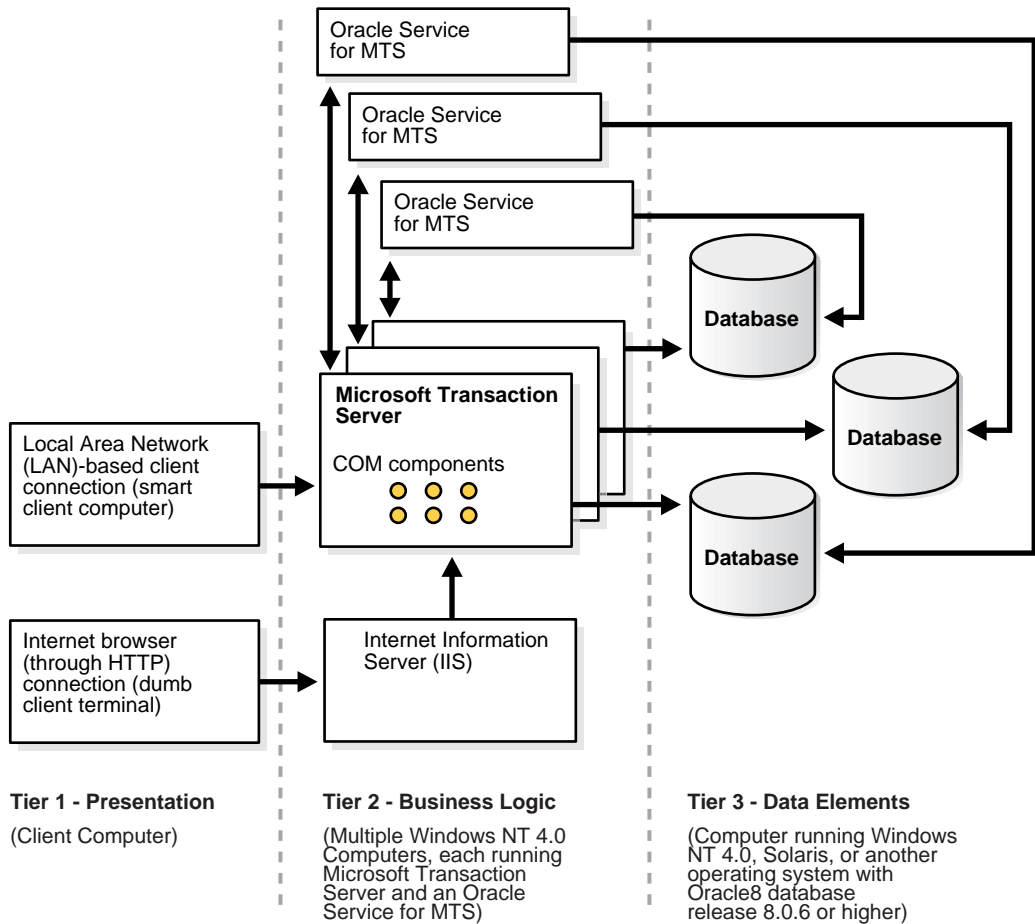 Oracle Service
for MTS
Oracle Service
for MTS
Oracle Service
for MTS
Database
Microsoft Transaction
Server
COM components
Database
Local Area Network
(LAN)-based client
connection (smart
client computer)
Database
Internet browser
(through HTTP)
connection (dumb
client terminal)
Internet Information
Server (IIS)
Tier 1 - Presentation
(Client Computer)
Tier 2 - Business Logic
(Multiple Windows NT 4.0
Computers, each running
Microsoft Transaction
Server and an Oracle
Service for MTS)
Tier 3 - Data Elements
(Computer running Windows
NT 4.0, Solaris, or another
operating system with
Oracle8 database
release 8.0.6 or higher)